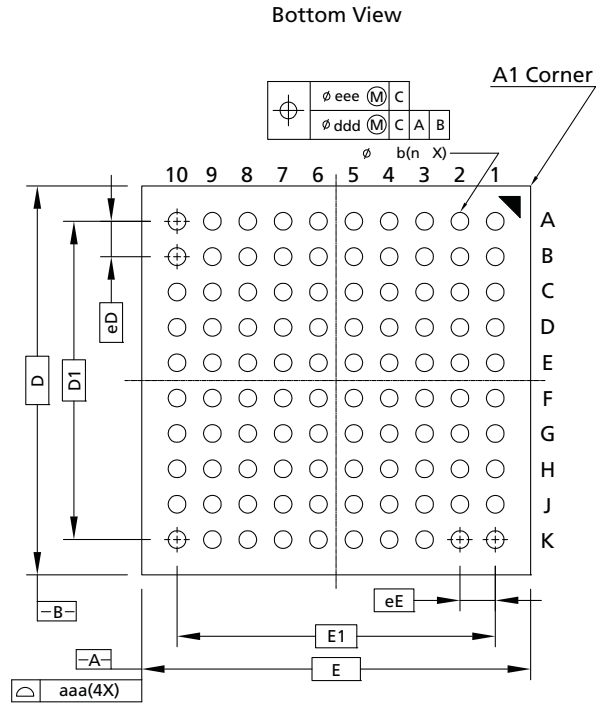 Bottom View
A1 Corner
ø eee Ⓜ C
ø ddd Ⓜ C A B
ø b(n X)
10 9 8 7 6 5 4 3 2 1
A
B
C
D
E
F
G
H
J
K
eD
D
D1
eE
–B–
E1
–A–
E
aaa(4X)